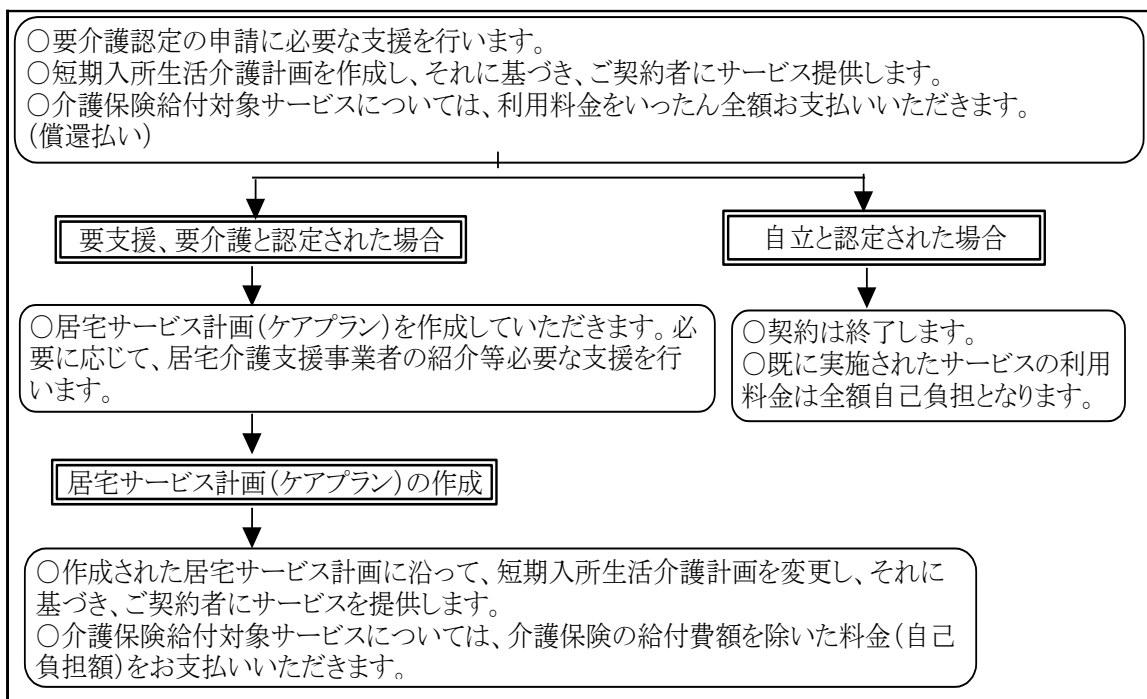 ○要介護認定の申請に必要な支援を行います。
○短期入所生活介護計画を作成し、それに基づき、ご契約者にサービス提供します。
○介護保険給付対象サービスについては、利用料金をいったん全額お支払いいただきます。
(償還払い)
要支援、要介護と認定された場合
自立と認定された場合
○居宅サービス計画(ケアプラン)を作成していただきます。必
要に応じて、居宅介護支援事業者の紹介等必要な支援を行
います。
○契約は終了します。
○既に実施されたサービスの利用
料金は全額自己負担となります。
居宅サービス計画(ケアプラン)の作成
○作成された居宅サービス計画に沿って、短期入所生活介護計画を変更し、それに
基づき、ご契約者にサービスを提供します。
○介護保険給付対象サービスについては、介護保険の給付費額を除いた料金(自己
負担額)をお支払いいただきます。